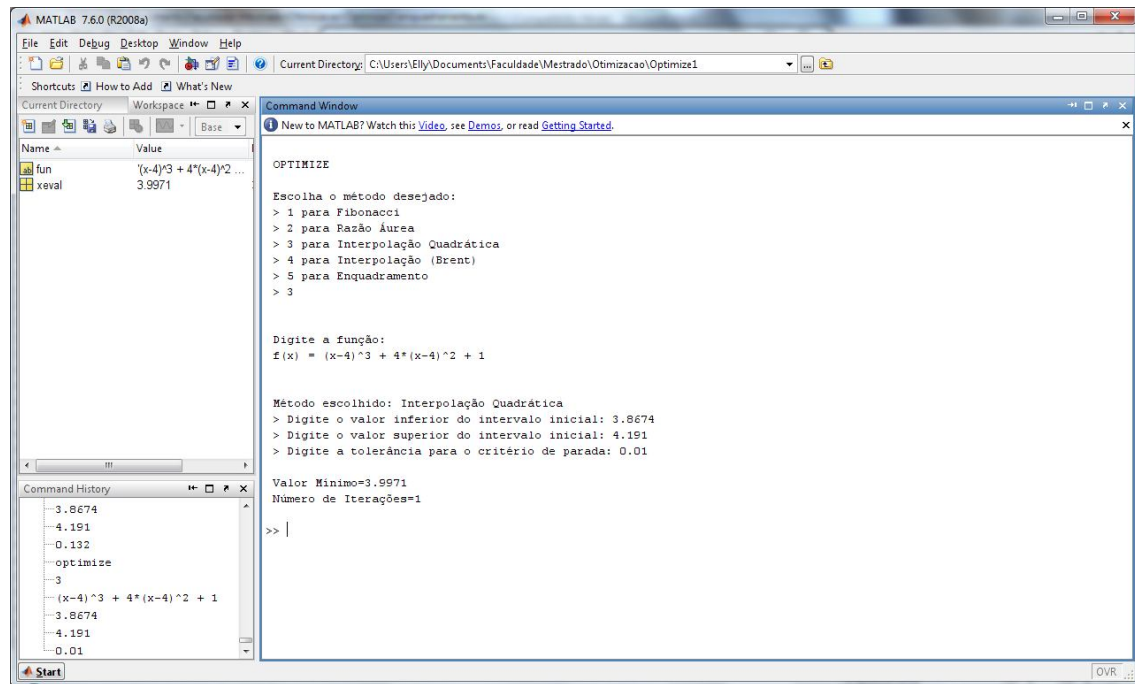 MATLAB 7.6.0 (R2008a)
File Edit Debug Desktop Window Help
Current Directory: C:\Users\Elly\Documents\Faculdade\Mestrado\Otimizacao\Optimize1
Shortcuts How to Add What's New
Current Directory Workspace
Base
Name Value
fun '(x-4)^3 + 4*(x-4)^2 ...
xeval 3.9971
Command History
3.8674
4.191
0.132
optimize
3
(x-4)^3 + 4*(x-4)^2 + 1
3.8674
4.191
0.01
Command Window
New to MATLAB? Watch this Video, see Demos, or read Getting Started.
OPTIMIZE
Escolha o método desejado:
> 1 para Fibonacci
> 2 para Razão Áurea
> 3 para Interpolação Quadrática
> 4 para Interpolação (Brent)
> 5 para Enquadramento
> 3
Digite a função:
f(x) = (x-4)^3 + 4*(x-4)^2 + 1
Método escolhido: Interpolação Quadrática
> Digite o valor inferior do intervalo inicial: 3.8674
> Digite o valor superior do intervalo inicial: 4.191
> Digite a tolerância para o critério de parada: 0.01
Valor Mínimo=3.9971
Número de Iterações=1
>>
Start
OVR